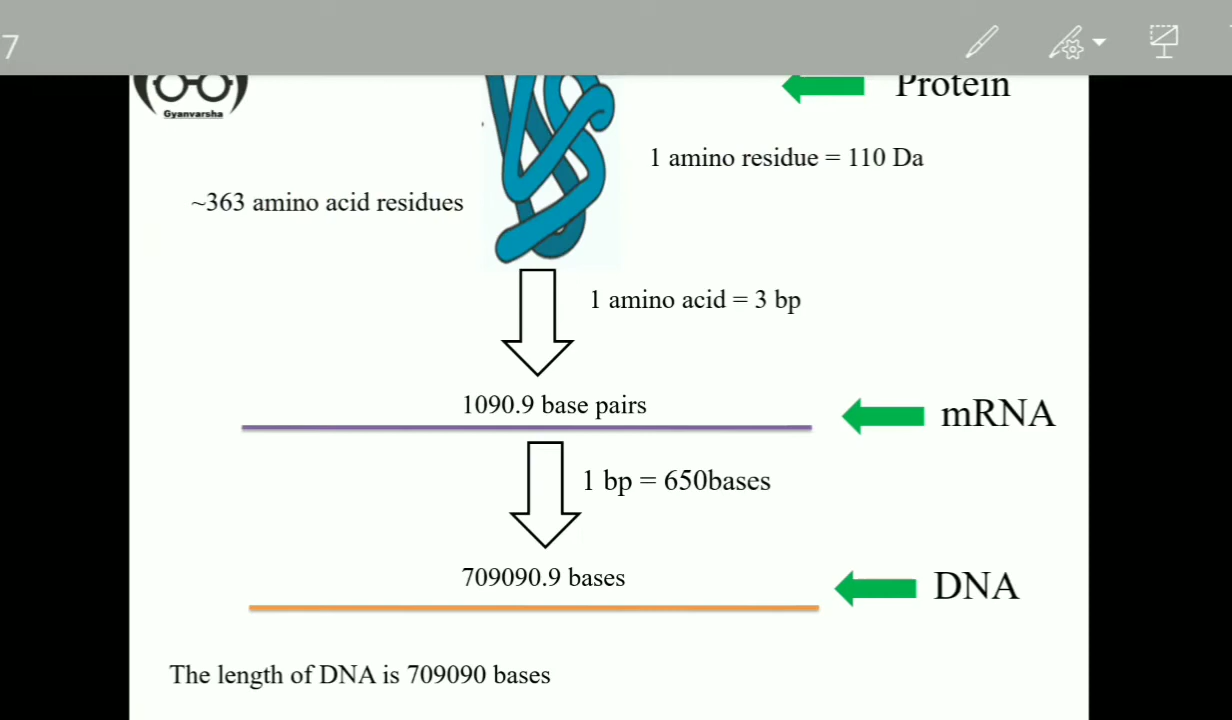 7
Protein
Gyanvarsha
1 amino residue = 110 Da
~363 amino acid residues
1 amino acid = 3 bp
1090.9 base pairs
mRNA
1 bp = 650bases
709090.9 bases
DNA
The length of DNA is 709090 bases